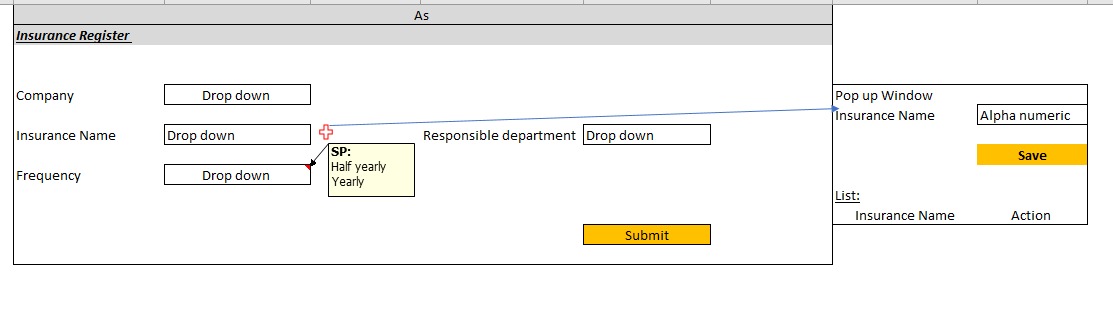 As
Insurance Register
Company
Drop down
Insurance Name
Drop down
Responsible department
Drop down
SP:
Half yearly
Yearly
Frequency
Drop down
Submit
Pop up Window
Insurance Name
Alpha numeric
Save
List:
Insurance Name
Action